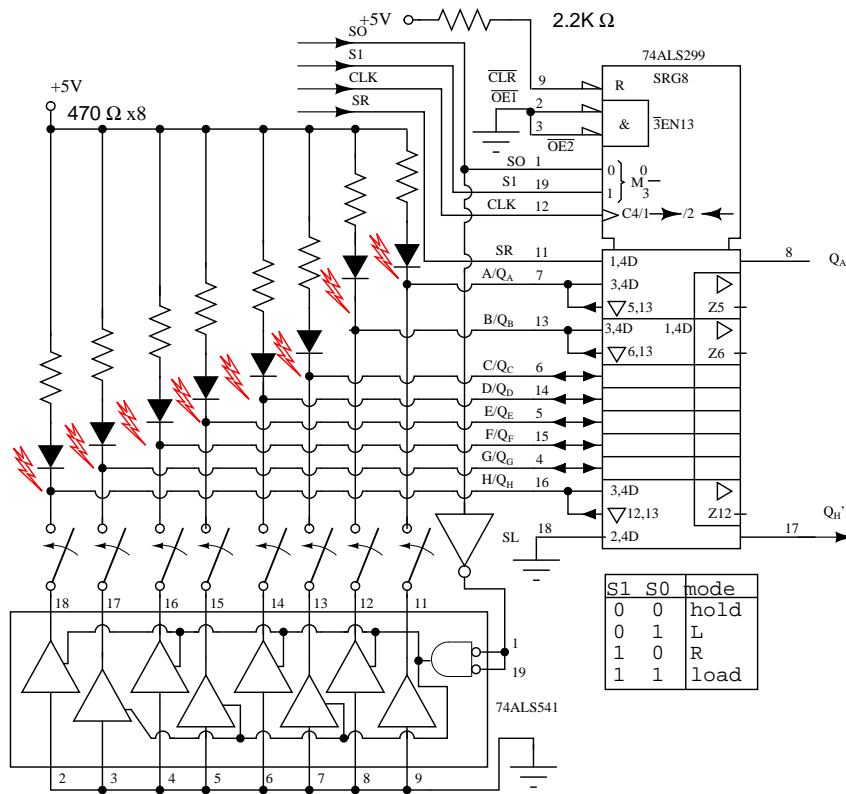 +5V
2.2K Ω
SO
S1
CLK
SR
74ALS299
SRG8
+5V
470 Ω x8
CLR 9 R
OE1 2
& 3EN13
3
OE2
SO 1 0 0
M
S1 19 1 3
CLK 12 C4/1 /2
SR 11 1,4D 8 QA
A/QA 7 3,4D
5,13 Z5
B/QB 13 3,4D 1,4D
6,13 Z6
C/QC 6
D/QD 14
E/QE 5
F/QF 15
G/QG 4
H/QH 16 3,4D
12,13 Z12
SL 18 2,4D 17 QH'
18 17 16 15 14 13 12 11
1
19
74ALS541
2 3 4 5 6 7 8 9
S1 S0 mode
0 0 hold
0 1 L
1 0 R
1 1 load